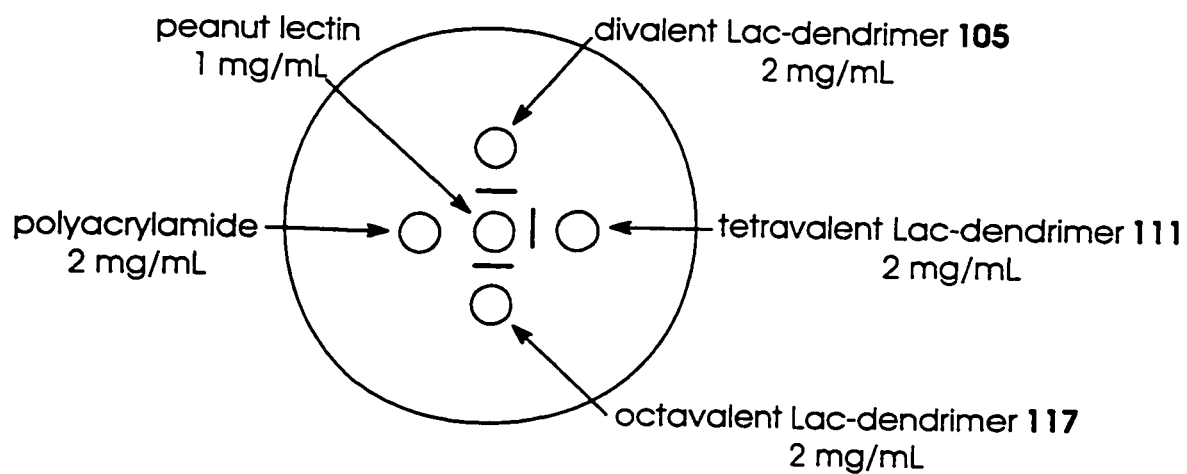 peanut lectin
1 mg/mL
divalent Lac-dendrimer 105
2 mg/mL
polyacrylamide
2 mg/mL
tetravalent Lac-dendrimer 111
2 mg/mL
octavalent Lac-dendrimer 117
2 mg/mL